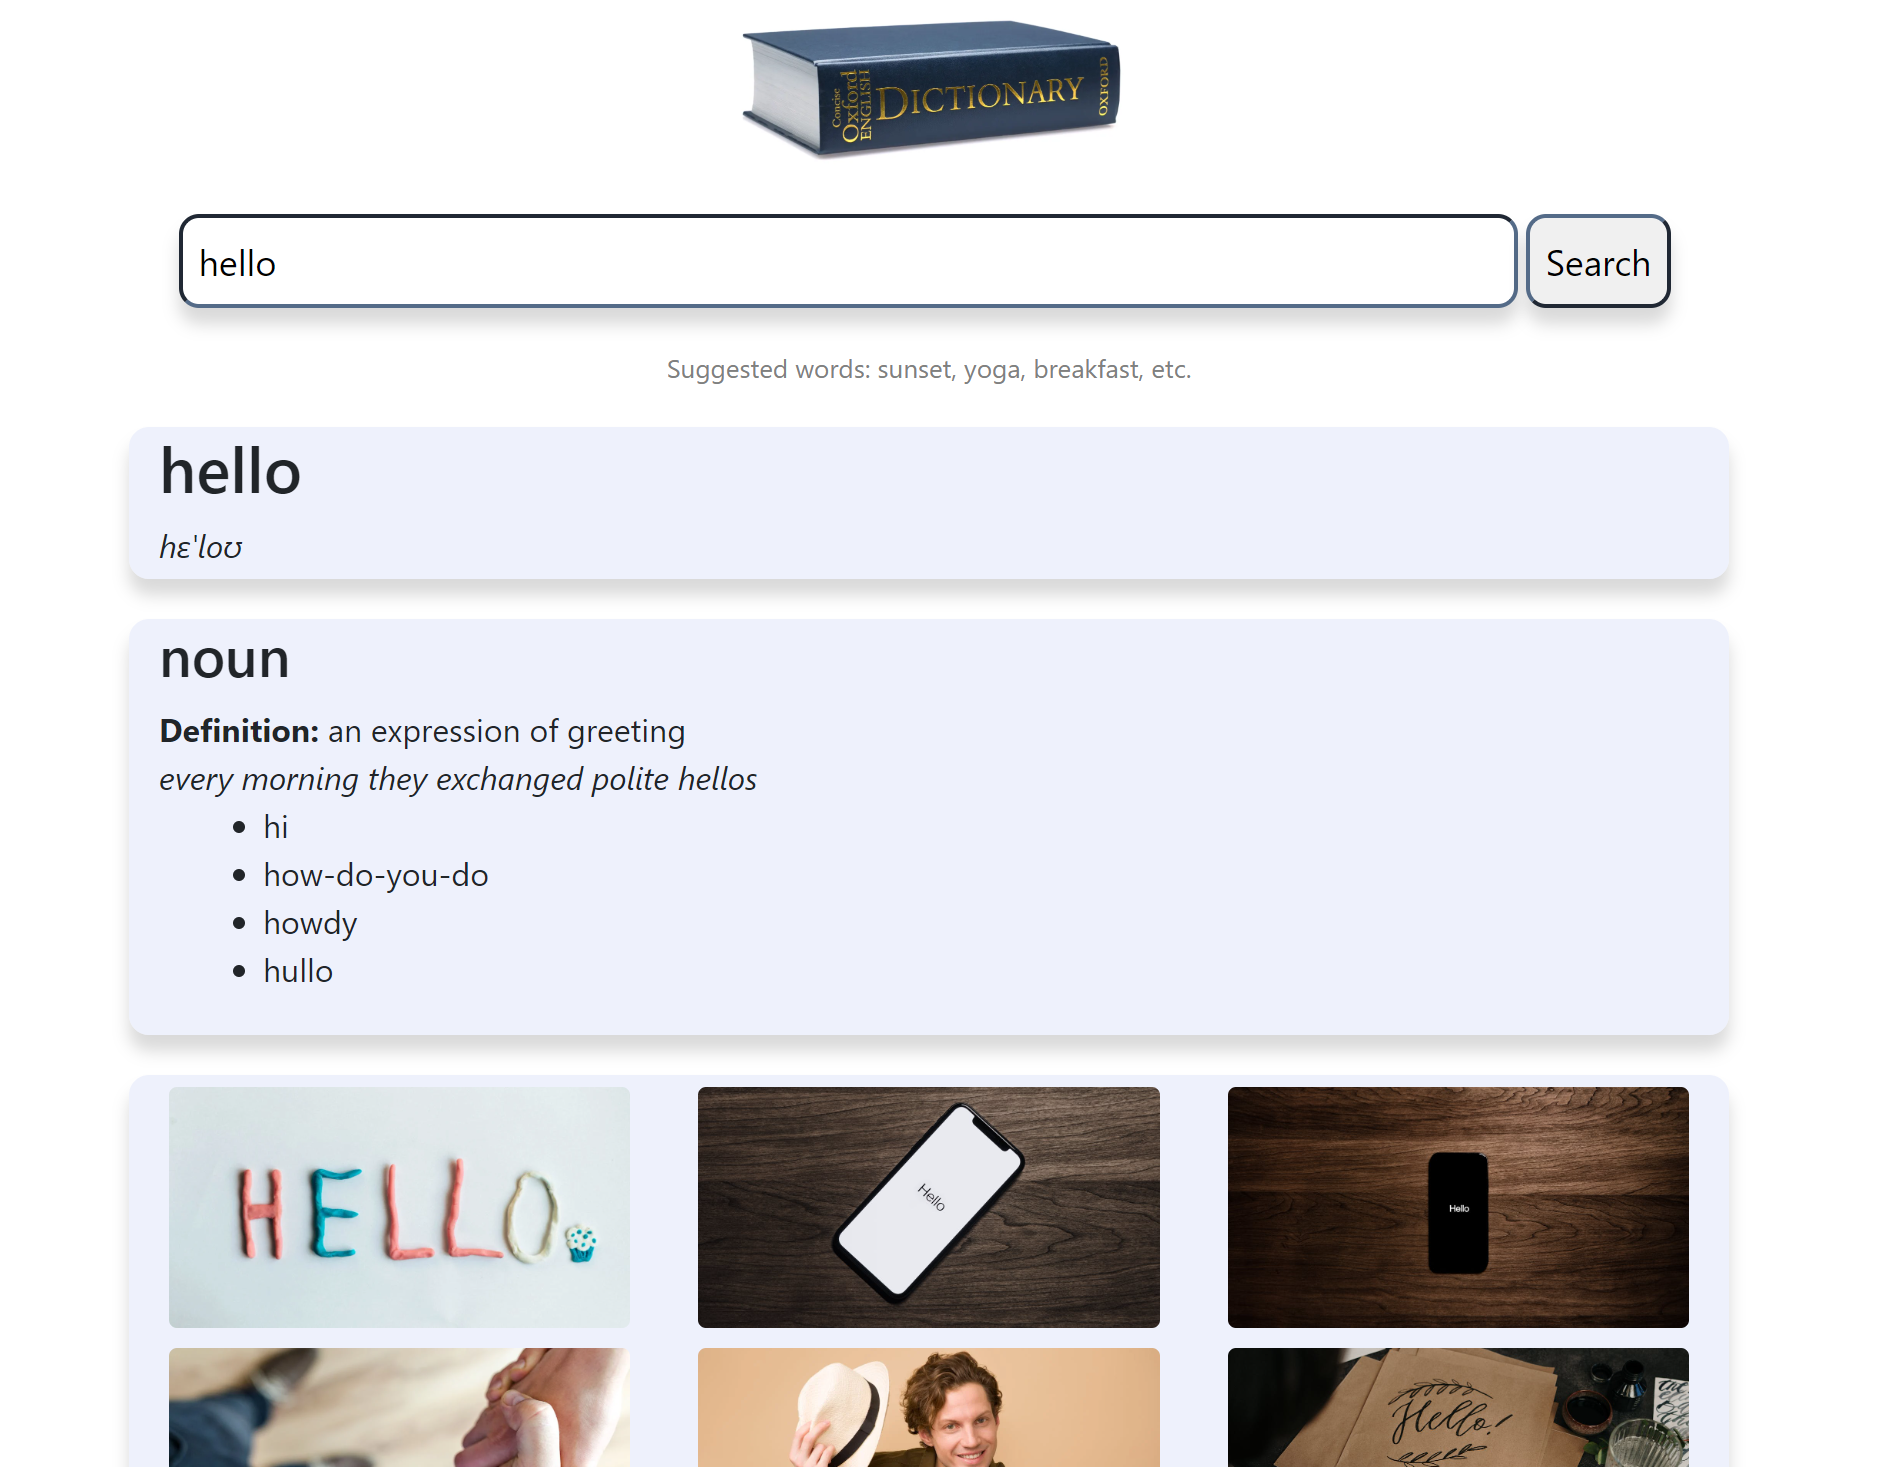 Concise
Oxford
ENGLISH
DICTIONARY
OXFORD
hello
Search
Suggested words: sunset, yoga, breakfast, etc.
hello
hɛˈloʊ
noun
Definition: an expression of greeting
every morning they exchanged polite hellos
• hi
• how-do-you-do
• howdy
• hullo
HELLO
Hello
Hello
Hello!